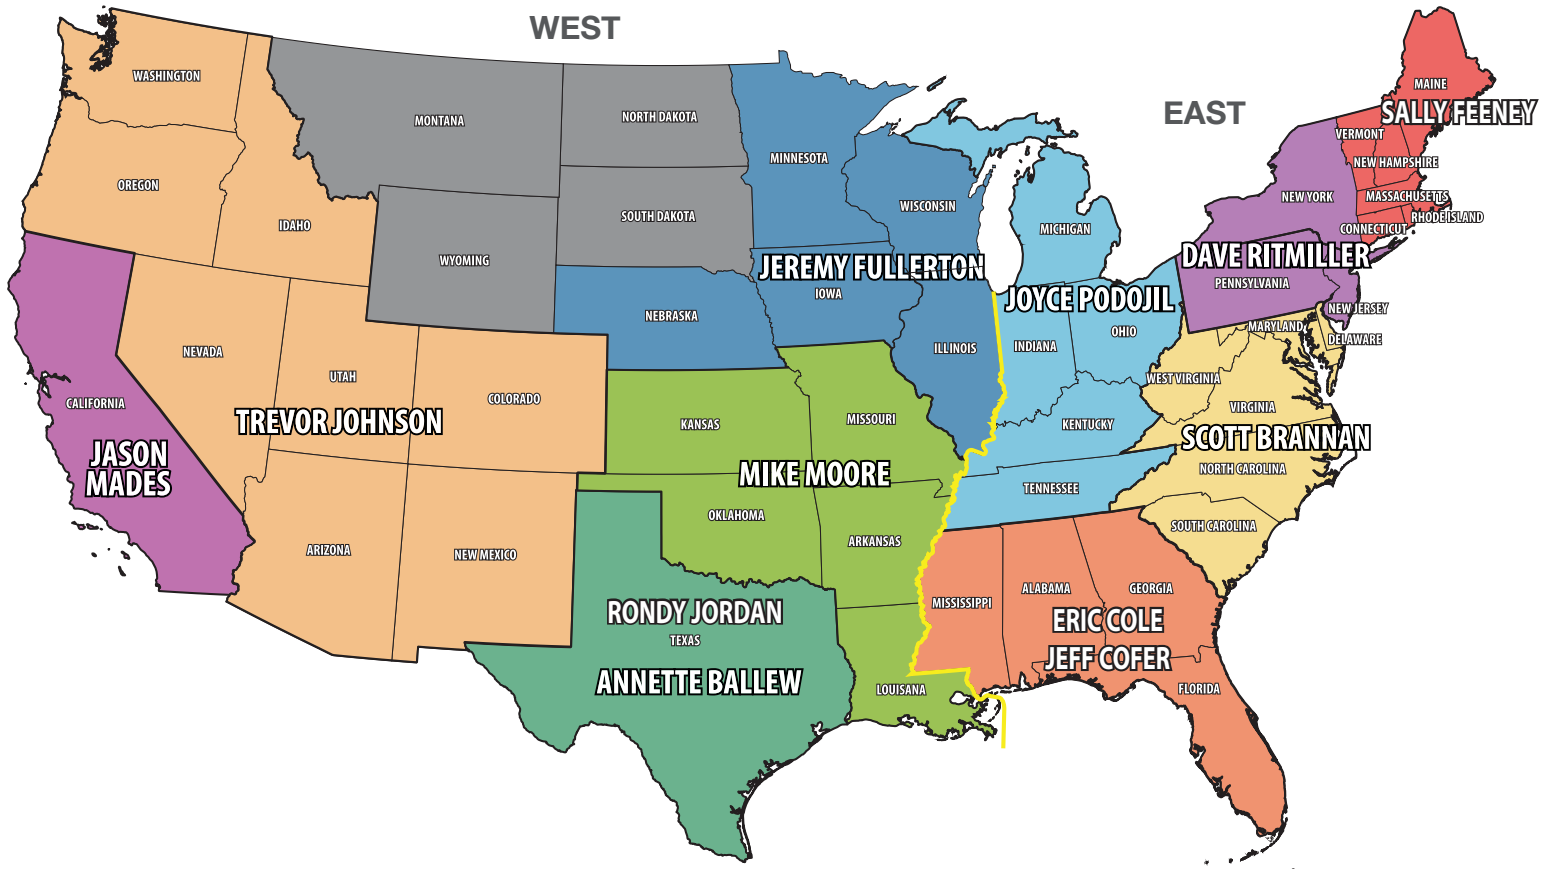 WEST
EAST
WASHINGTON
MONTANA
NORTH DAKOTA
MINNESOTA
MAINE
SALLY FEENEY
VERMONT
NEW HAMPSHIRE
OREGON
IDAHO
SOUTH DAKOTA
WISCONSIN
MICHIGAN
NEW YORK
MASSACHUSETTS
RHODE ISLAND
CONNECTICUT
WYOMING
JEREMY FULLERTON
IOWA
DAVE RITMILLER
PENNSYLVANIA
JOYCE PODOJIL
NEW JERSEY
NEBRASKA
OHIO
MARYLAND
DELAWARE
NEVADA
ILLINOIS
INDIANA
UTAH
WEST VIRGINIA
CALIFORNIA
COLORADO
VIRGINIA
TREVOR JOHNSON
KANSAS
MISSOURI
KENTUCKY
SCOTT BRANNAN
JASON
MADES
MIKE MOORE
NORTH CAROLINA
TENNESSEE
OKLAHOMA
SOUTH CAROLINA
ARIZONA
NEW MEXICO
ARKANSAS
MISSISSIPPI
ALABAMA
GEORGIA
RONDY JORDAN
ERIC COLE
TEXAS
JEFF COFER
ANNETTE BALLEW
LOUISANA
FLORIDA